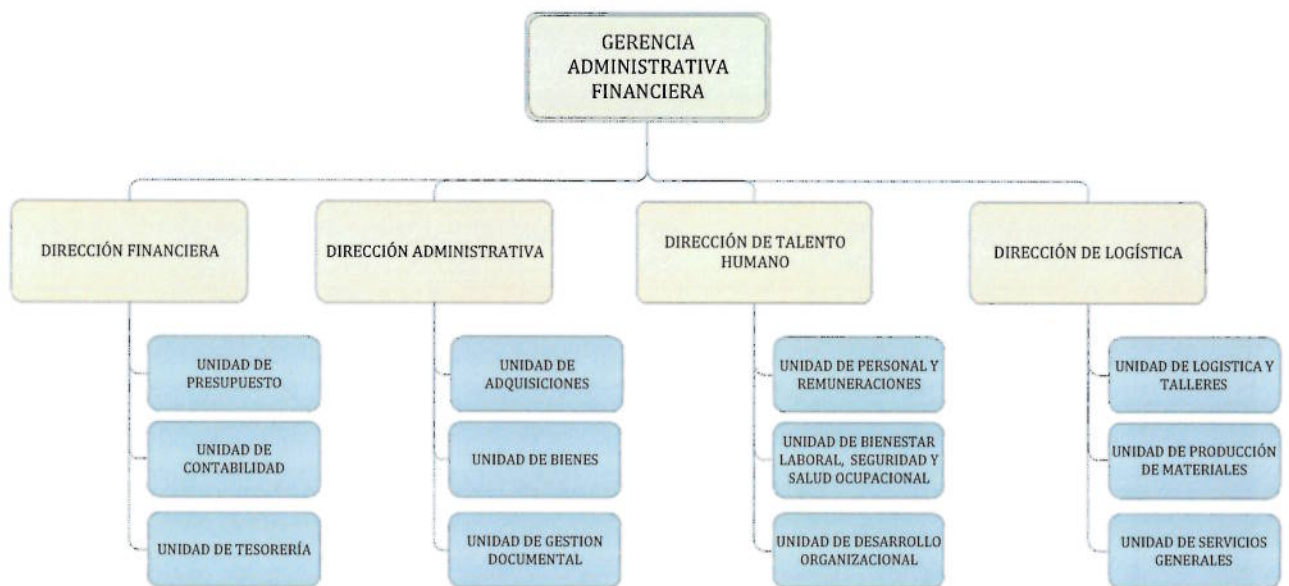 GERENCIA
ADMINISTRATIVA
FINANCIERA
DIRECCIÓN FINANCIERA
DIRECCIÓN ADMINISTRATIVA
DIRECCIÓN DE TALENTO
HUMANO
DIRECCIÓN DE LOGÍSTICA
UNIDAD DE
PRESUPUESTO
UNIDAD DE
CONTABILIDAD
UNIDAD DE TESORERÍA
UNIDAD DE
ADQUISICIONES
UNIDAD DE BIENES
UNIDAD DE GESTION
DOCUMENTAL
UNIDAD DE PERSONAL Y
REMUNERACIONES
UNIDAD DE BIENESTAR
LABORAL, SEGURIDAD Y
SALUD OCUPACIONAL
UNIDAD DE DESARROLLO
ORGANIZACIONAL
UNIDAD DE LOGISTICA Y
TALLERES
UNIDAD DE PRODUCCIÓN
DE MATERIALES
UNIDAD DE SERVICIOS
GENERALES